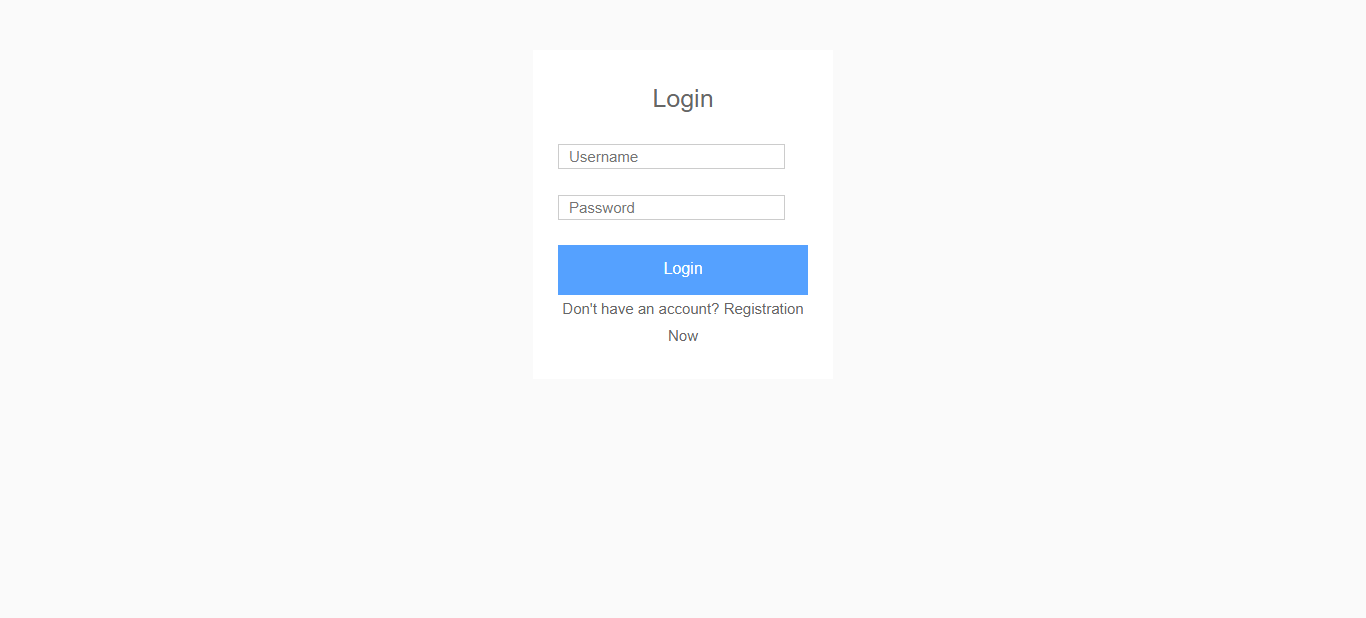 Login
Username
Password
Login
Don't have an account? Registration
Now